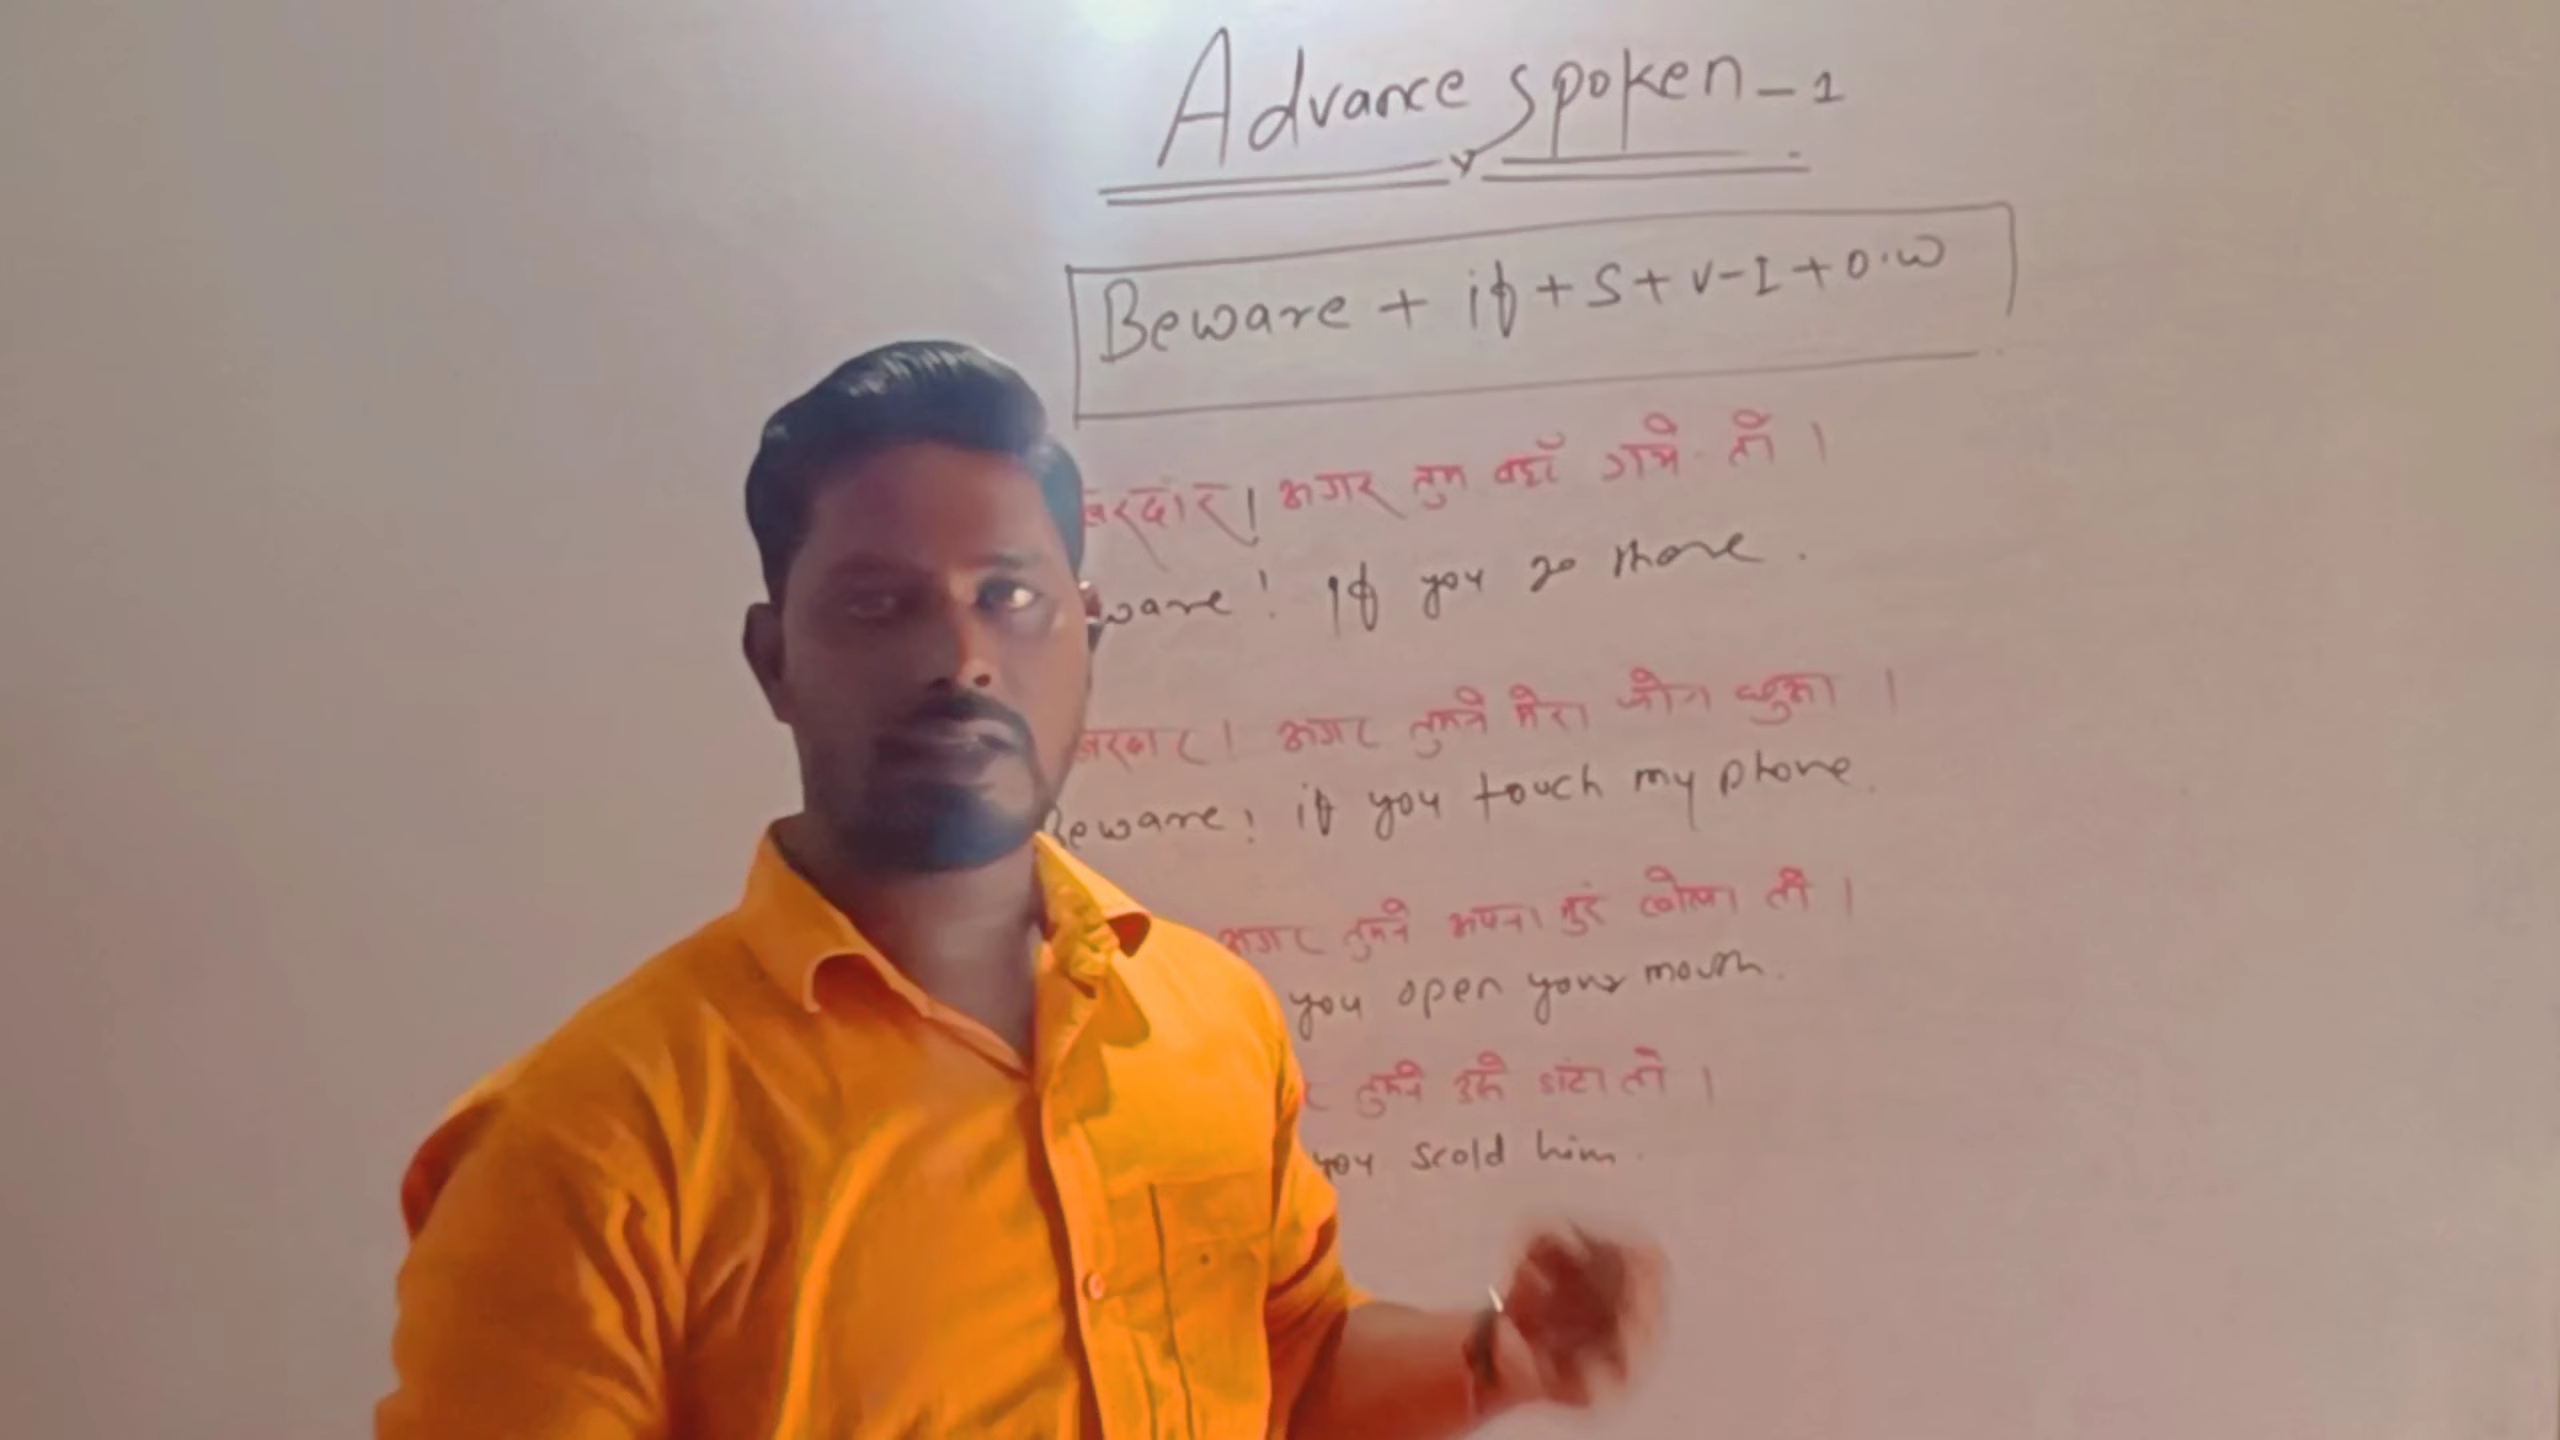 Advance spoken - 1
Beware + if + S + V-I + O.W
खबरदार! अगर तुम वहाँ गये तो ।
ware! If you go there.
अगर तुमने मेरा फोन छुआ ।
Beware! if you touch my phone.
अगर तुमने अपना मुहं खोला तो ।
you open your mouth.
तुमने उसे डांटा तो ।
you scold him.